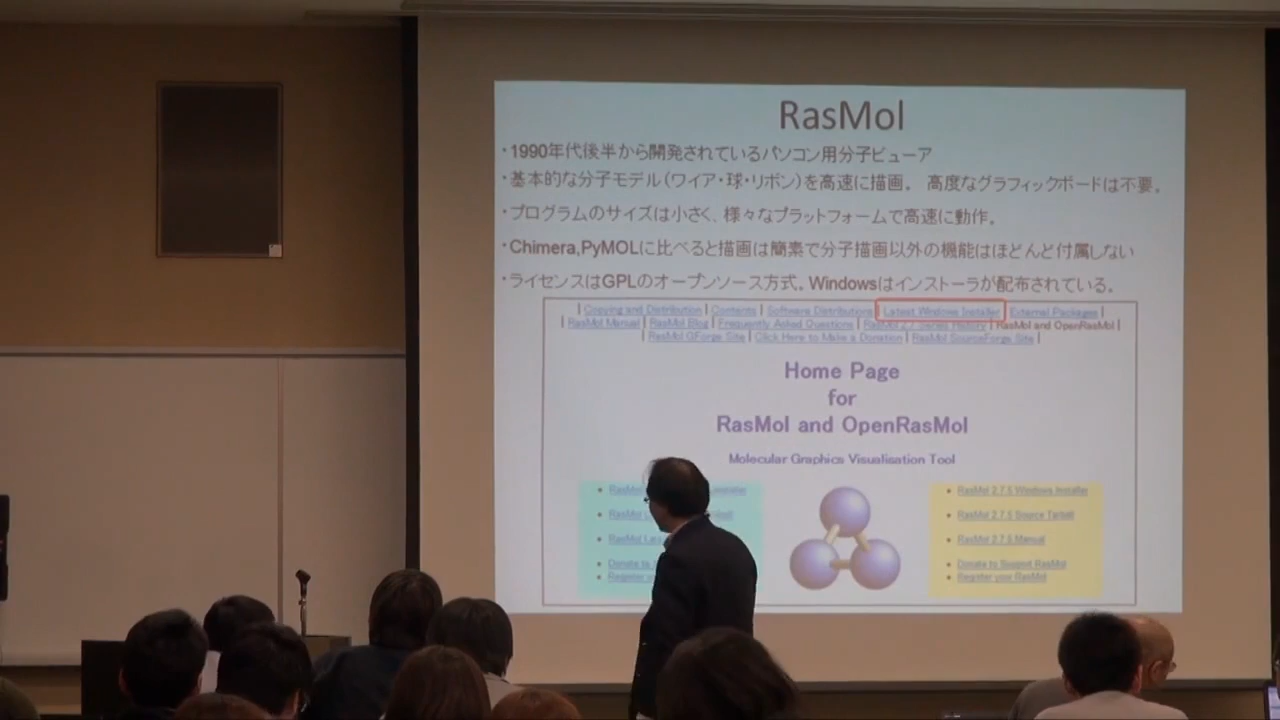 RasMol
・1990年代後半から開発されているパソコン用分子ビューア
・基本的な分子モデル（ワイア・球・リボン）を高速に描画。 高度なグラフィックボードは不要。
・プログラムのサイズは小さく、様々なプラットフォームで高速に動作。
・Chimera,PyMOLに比べると描画は簡素で分子描画以外の機能はほどんど付属しない
・ライセンスはGPLのオープンソース方式。Windowsはインストーラが配布されている。
| Copying and Distribution | Contents | Software Distributions | Latest Windows Installer | External Packages |
| RasMol Manual | RasMol Blog | Frequently Asked Questions | RasMol 2.7 Series History | RasMol and OpenRasMol |
| RasMol GForge Site | Click Here to Make a Donation | RasMol SourceForge Site |
Home Page
for
RasMol and OpenRasMol
Molecular Graphics Visualisation Tool
RasMol
RasMol
RasMol
Donate to
Register
RasMol 2.7.5 Windows Installer
RasMol 2.7.5 Source Tarball
RasMol 2.7.5 Manual
Donate to Support RasMol
Register your RasMol